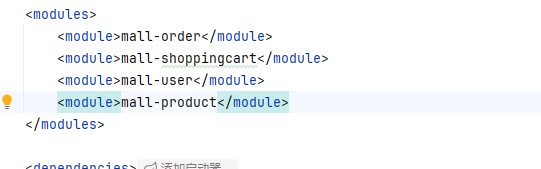 <modules>
<module>mall-order</module>
<module>mall-shoppingcart</module>
<module>mall-user</module>
<module>mall-product</module>
</modules>
<dependencies> 添加启动器...